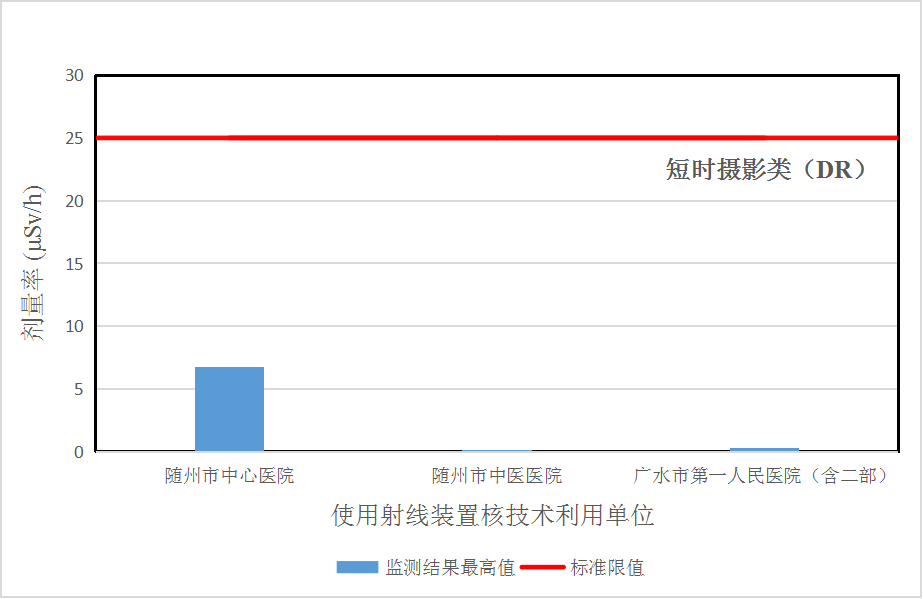 30
25
短时摄影类（DR）
20
15
10
5
0
剂量率 (μSv/h)
随州市中心医院
随州市中医医院
广水市第一人民医院（含二部）
使用射线装置核技术利用单位
监测结果最高值
标准限值